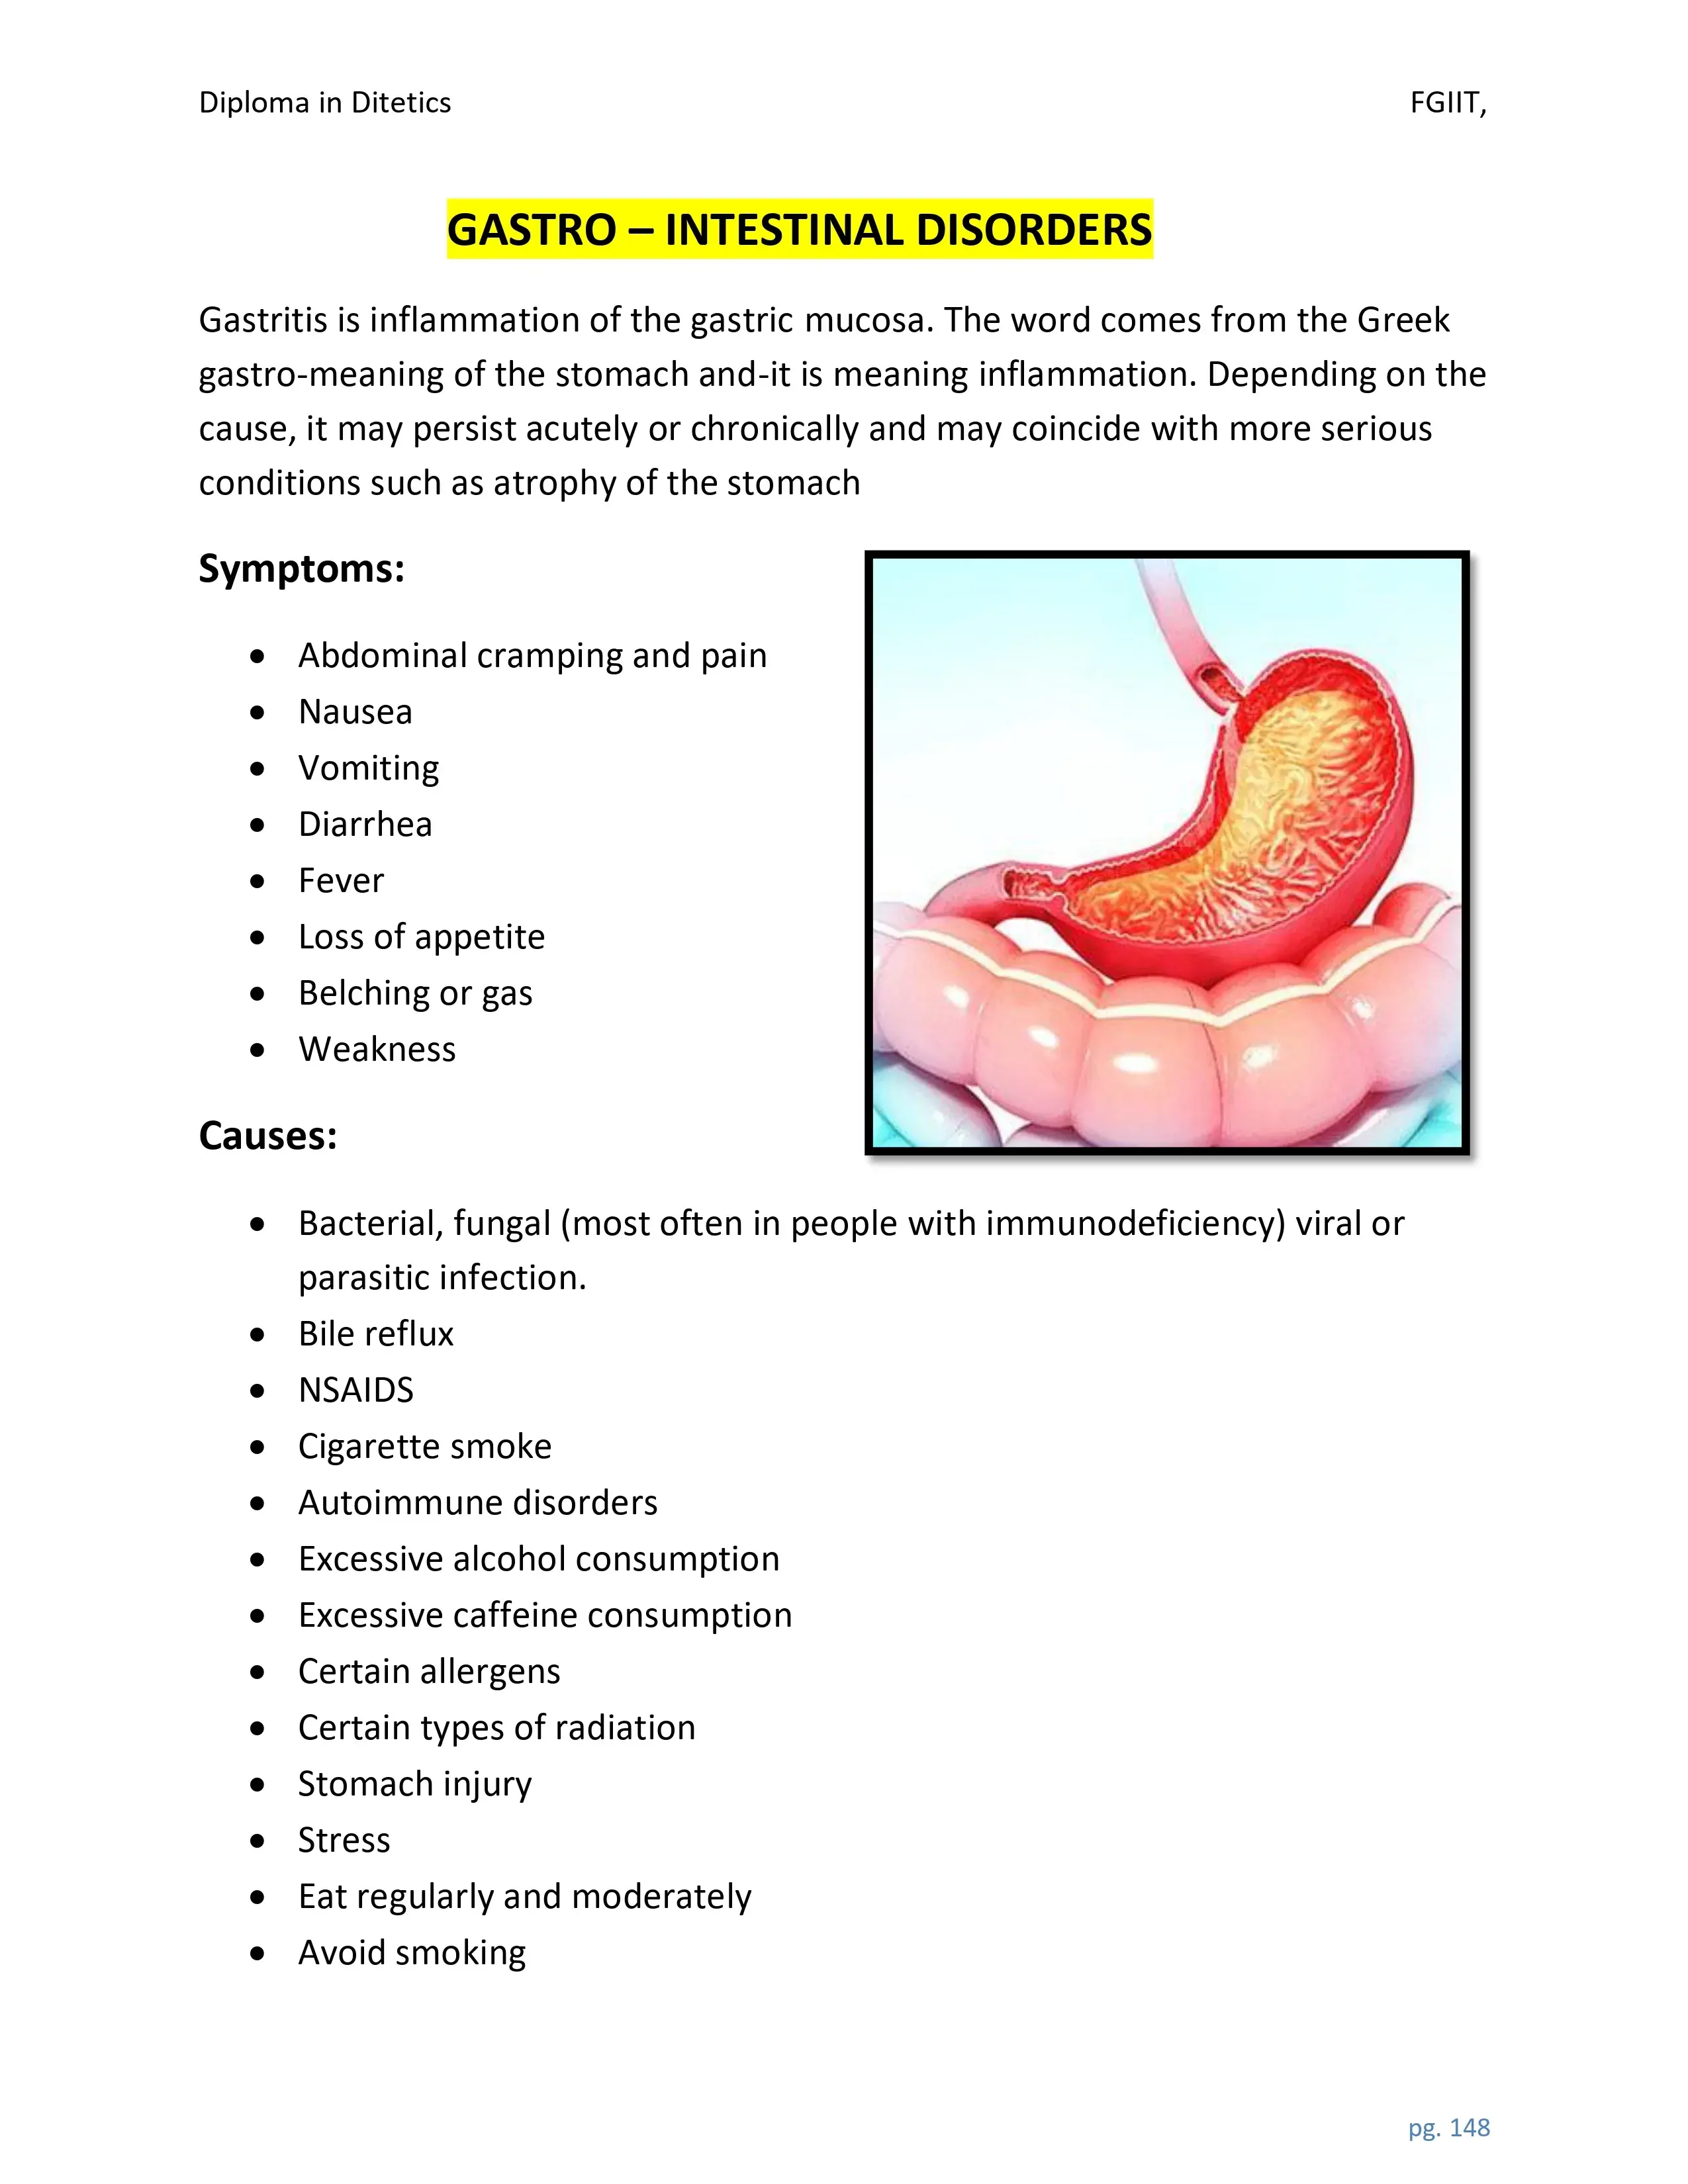 Diploma in Ditetics FGIIT,
GASTRO – INTESTINAL DISORDERS
Gastritis is inflammation of the gastric mucosa. The word comes from the Greek
gastro-meaning of the stomach and-it is meaning inflammation. Depending on the
cause, it may persist acutely or chronically and may coincide with more serious
conditions such as atrophy of the stomach
Symptoms:
• Abdominal cramping and pain
• Nausea
• Vomiting
• Diarrhea
• Fever
• Loss of appetite
• Belching or gas
• Weakness
Causes:
• Bacterial, fungal (most often in people with immunodeficiency) viral or
parasitic infection.
• Bile reflux
• NSAIDS
• Cigarette smoke
• Autoimmune disorders
• Excessive alcohol consumption
• Excessive caffeine consumption
• Certain allergens
• Certain types of radiation
• Stomach injury
• Stress
• Eat regularly and moderately
• Avoid smoking
pg. 148